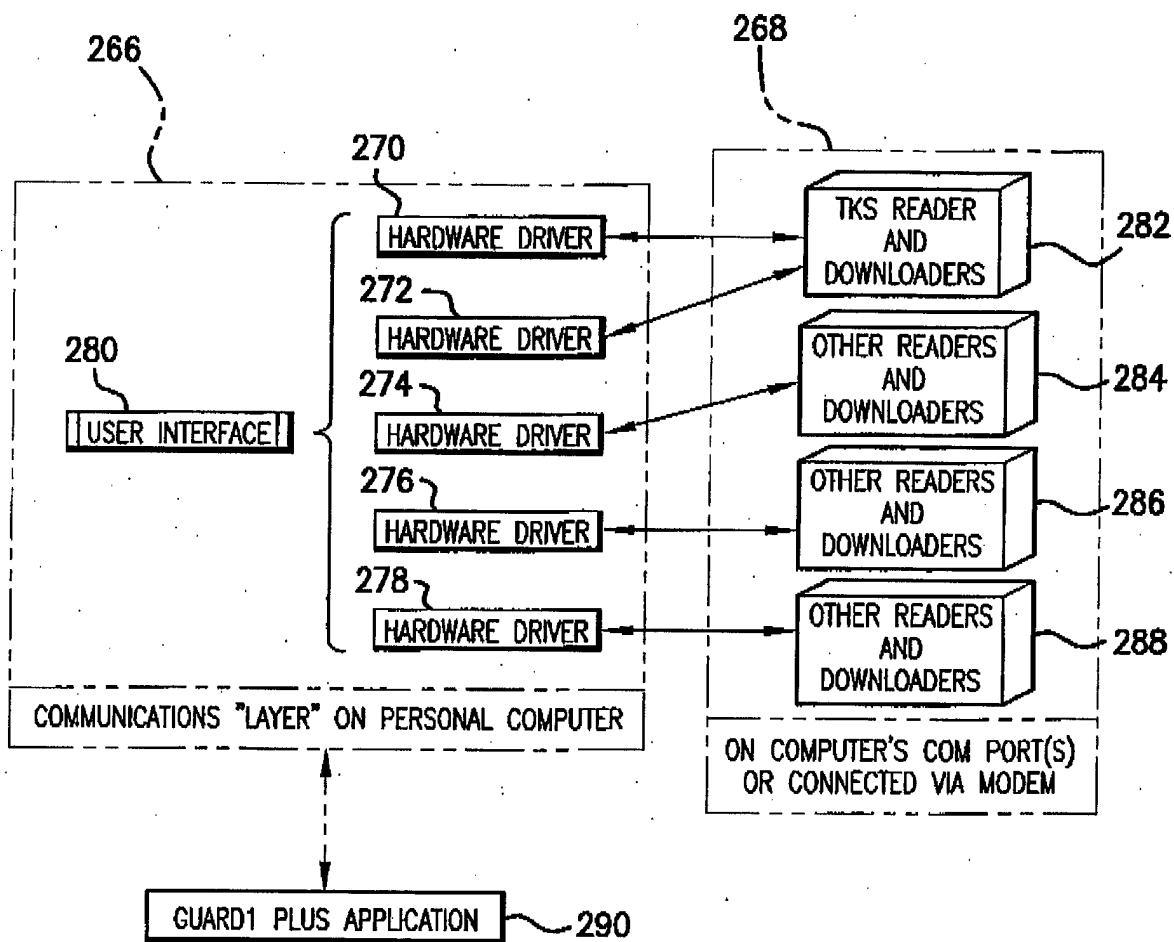 266
268
270
HARDWARE DRIVER
272
HARDWARE DRIVER
280
USER INTERFACE
274
HARDWARE DRIVER
276
HARDWARE DRIVER
278
HARDWARE DRIVER
COMMUNICATIONS "LAYER" ON PERSONAL COMPUTER
TKS READER
AND
DOWNLOADERS
282
OTHER READERS
AND
DOWNLOADERS
284
OTHER READERS
AND
DOWNLOADERS
286
OTHER READERS
AND
DOWNLOADERS
288
ON COMPUTER'S COM PORT(S)
OR CONNECTED VIA MODEM
GUARD1 PLUS APPLICATION
290